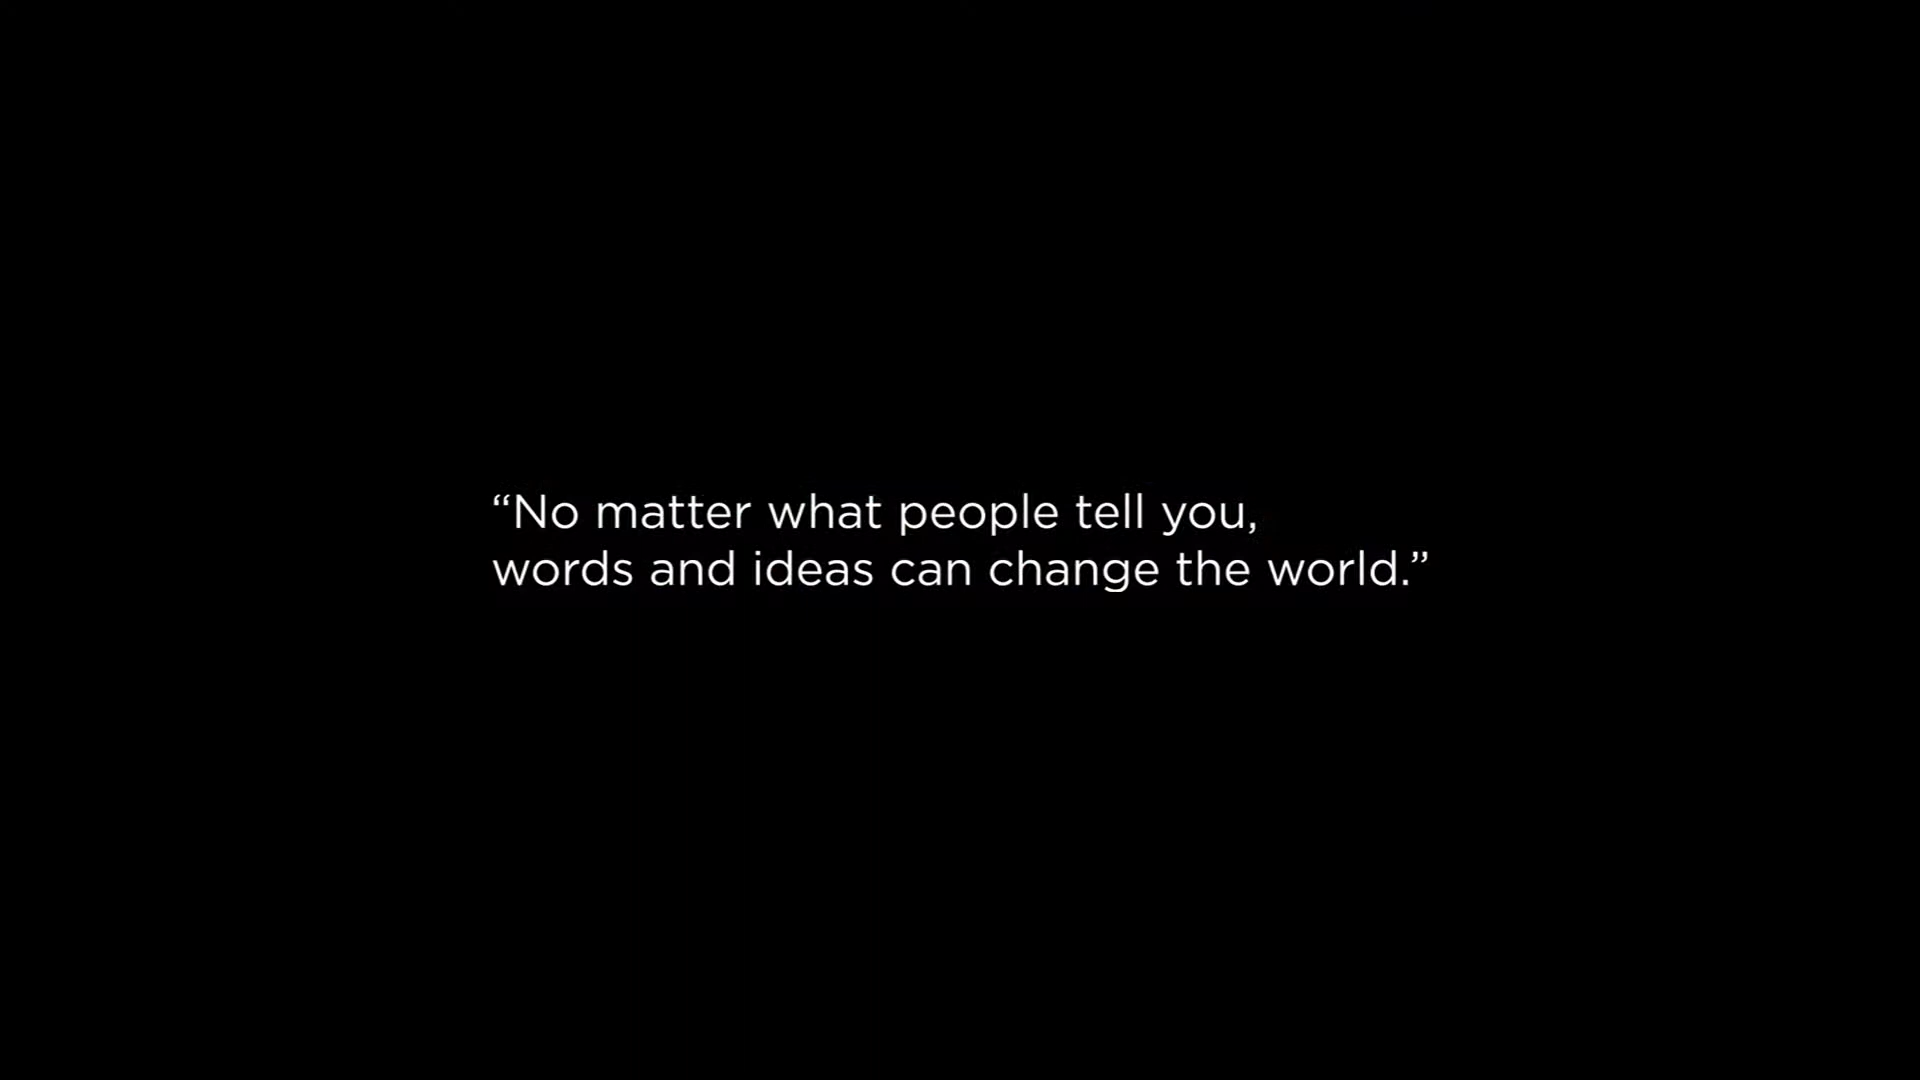 “No matter what people tell you,
words and ideas can change the world.”